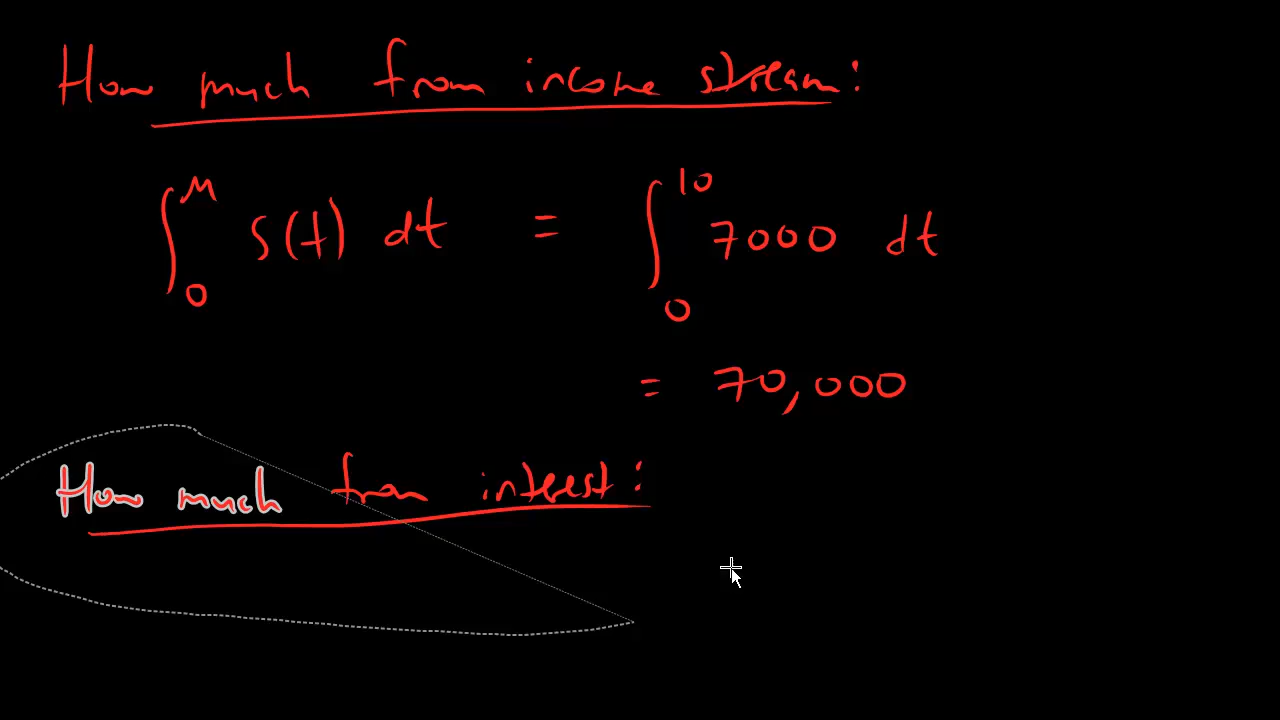 How much from income stream:
∫₀ᴹ S(t) dt = ∫₀¹⁰ 7000 dt
= 70,000
How much from interest: